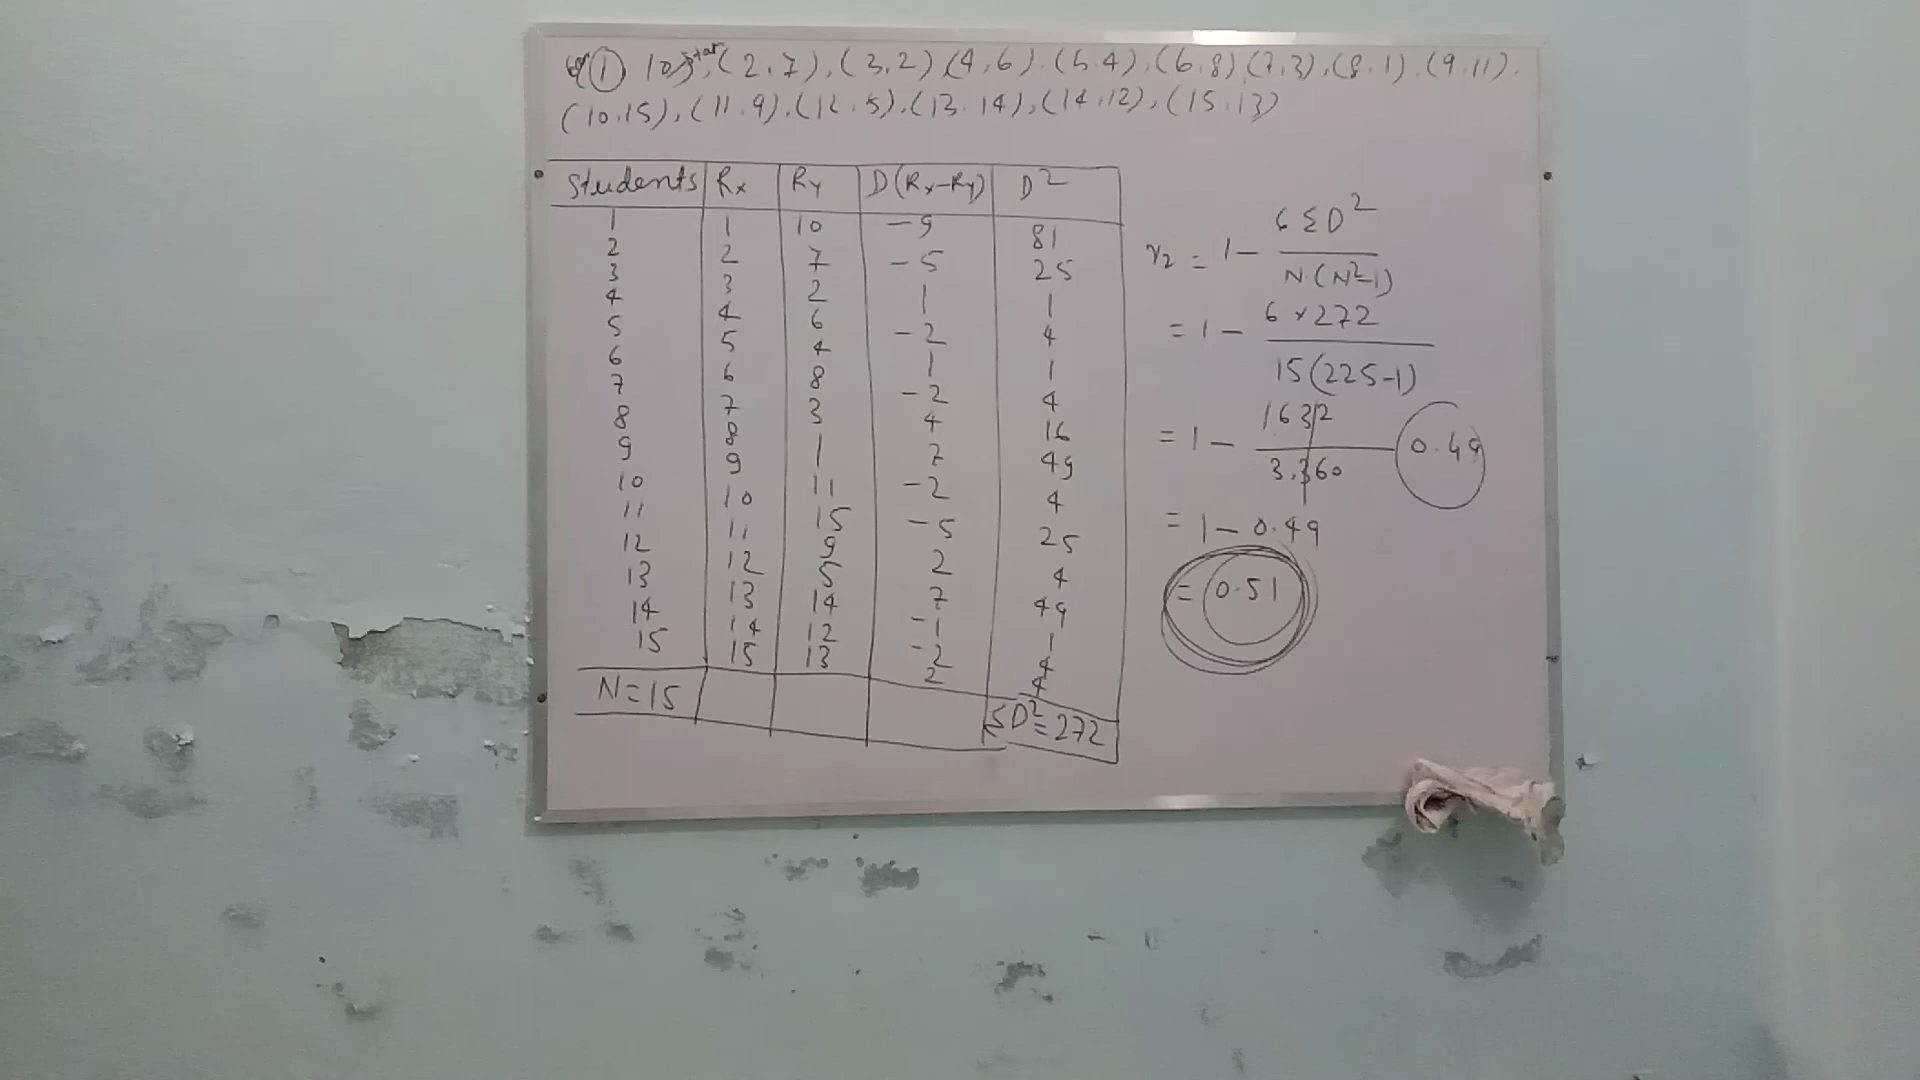 (1 10), (2,7), (3,2) (4,6), (5,4), (6,8) (7,3), (8,1), (9,11).
(10,15), (11,9), (12,5), (13,14), (14,12), (15,13)
Students Rx Ry D(Rx-Ry) D²
1 1 10 -9 81
2 2 7 -5 25
3 3 2 1 1
4 4 6 -2 4
5 5 4 1 1
6 6 8 -2 4
7 7 3 4 16
8 8 1 7 49
9 9 11 -2 4
10 10 15 -5 25
11 11 9 2 4
12 12 5 7 49
13 13 14 -1 1
14 14 12 -2 4
15 15 13 2 4
N=15 ΣD²=272
r2 = 1- 6ΣD² / N(N²-1)
= 1- 6×272 / 15(225-1)
= 1- 1632 / 3,360 0.49
= 1-0.49
= 0.51